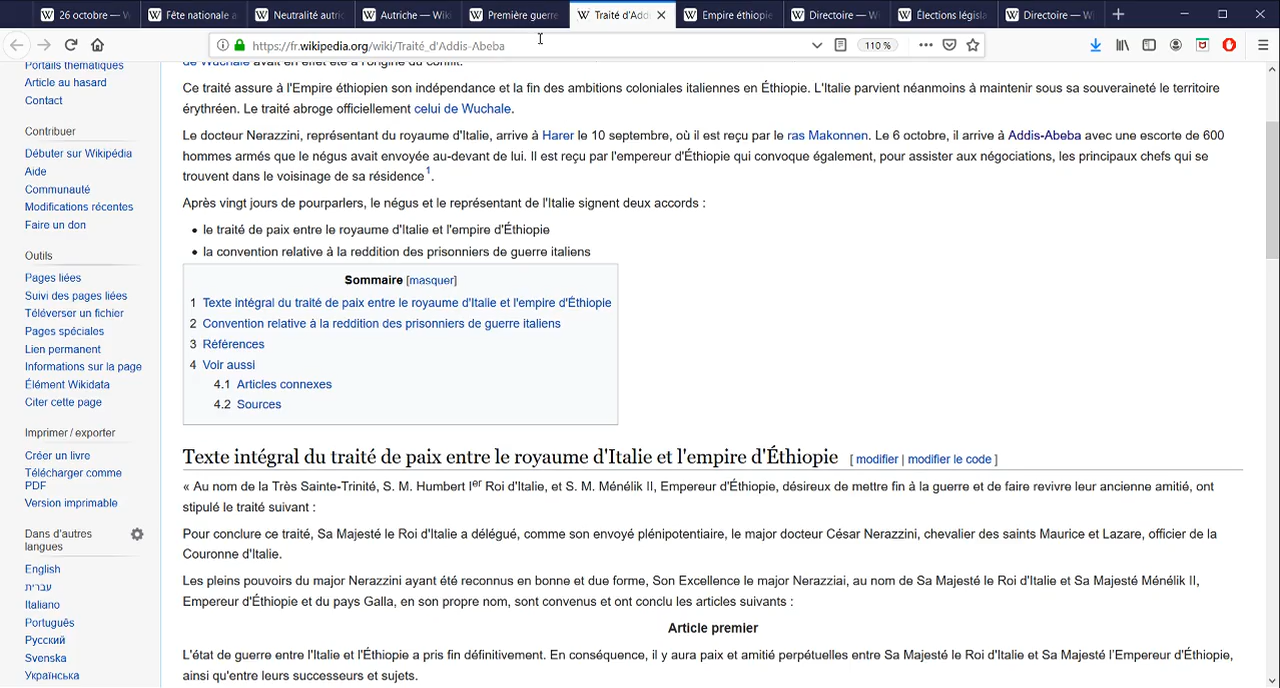 26 octobre — W
Fête nationale a
Neutralité autric
Autriche — Wiki
Première guerre
Traité d'Addi
Empire éthiopie
Directoire — W
Élections législa
Directoire — W
https://fr.wikipedia.org/wiki/Traité_d'Addis-Abeba
110 %
Portails thématiques
Article au hasard
Contact
Contribuer
Débuter sur Wikipédia
Aide
Communauté
Modifications récentes
Faire un don
Outils
Pages liées
Suivi des pages liées
Téléverser un fichier
Pages spéciales
Lien permanent
Informations sur la page
Élément Wikidata
Citer cette page
Imprimer / exporter
Créer un livre
Télécharger comme
PDF
Version imprimable
Dans d'autres
langues
English
עברית
Italiano
Português
Русский
Svenska
Українська
de Wuchale avait en effet été à l'origine du conflit.
Ce traité assure à l'Empire éthiopien son indépendance et la fin des ambitions coloniales italiennes en Éthiopie. L'Italie parvient néanmoins à maintenir sous sa souveraineté le territoire
érythréen. Le traité abroge officiellement celui de Wuchale.
Le docteur Nerazzini, représentant du royaume d'Italie, arrive à Harer le 10 septembre, où il est reçu par le ras Makonnen. Le 6 octobre, il arrive à Addis-Abeba avec une escorte de 600
hommes armés que le négus avait envoyée au-devant de lui. Il est reçu par l'empereur d'Éthiopie qui convoque également, pour assister aux négociations, les principaux chefs qui se
trouvent dans le voisinage de sa résidence1.
Après vingt jours de pourparlers, le négus et le représentant de l'Italie signent deux accords :
• le traité de paix entre le royaume d'Italie et l'empire d'Éthiopie
• la convention relative à la reddition des prisonniers de guerre italiens
Sommaire [masquer]
1 Texte intégral du traité de paix entre le royaume d'Italie et l'empire d'Éthiopie
2 Convention relative à la reddition des prisonniers de guerre italiens
3 Références
4 Voir aussi
4.1 Articles connexes
4.2 Sources
Texte intégral du traité de paix entre le royaume d'Italie et l'empire d'Éthiopie [ modifier | modifier le code ]
« Au nom de la Très Sainte-Trinité, S. M. Humbert Ier Roi d'Italie, et S. M. Ménélik II, Empereur d'Éthiopie, désireux de mettre fin à la guerre et de faire revivre leur ancienne amitié, ont
stipulé le traité suivant :
Pour conclure ce traité, Sa Majesté le Roi d'Italie a délégué, comme son envoyé plénipotentiaire, le major docteur César Nerazzini, chevalier des saints Maurice et Lazare, officier de la
Couronne d'Italie.
Les pleins pouvoirs du major Nerazzini ayant été reconnus en bonne et due forme, Son Excellence le major Nerazziai, au nom de Sa Majesté le Roi d'Italie et Sa Majesté Ménélik II,
Empereur d'Éthiopie et du pays Galla, en son propre nom, sont convenus et ont conclu les articles suivants :
Article premier
L'état de guerre entre l'Italie et l'Éthiopie a pris fin définitivement. En conséquence, il y aura paix et amitié perpétuelles entre Sa Majesté le Roi d'Italie et Sa Majesté l'Empereur d'Éthiopie,
ainsi qu'entre leurs successeurs et sujets.